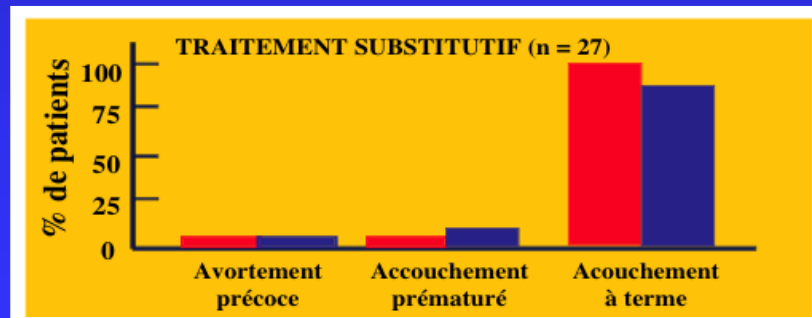 TRAITEMENT SUBSTITUTIF (n = 27)
% de patients
100
75
50
25
0
Avortement
précoce
Accouchement
prématuré
Acouchement
à terme